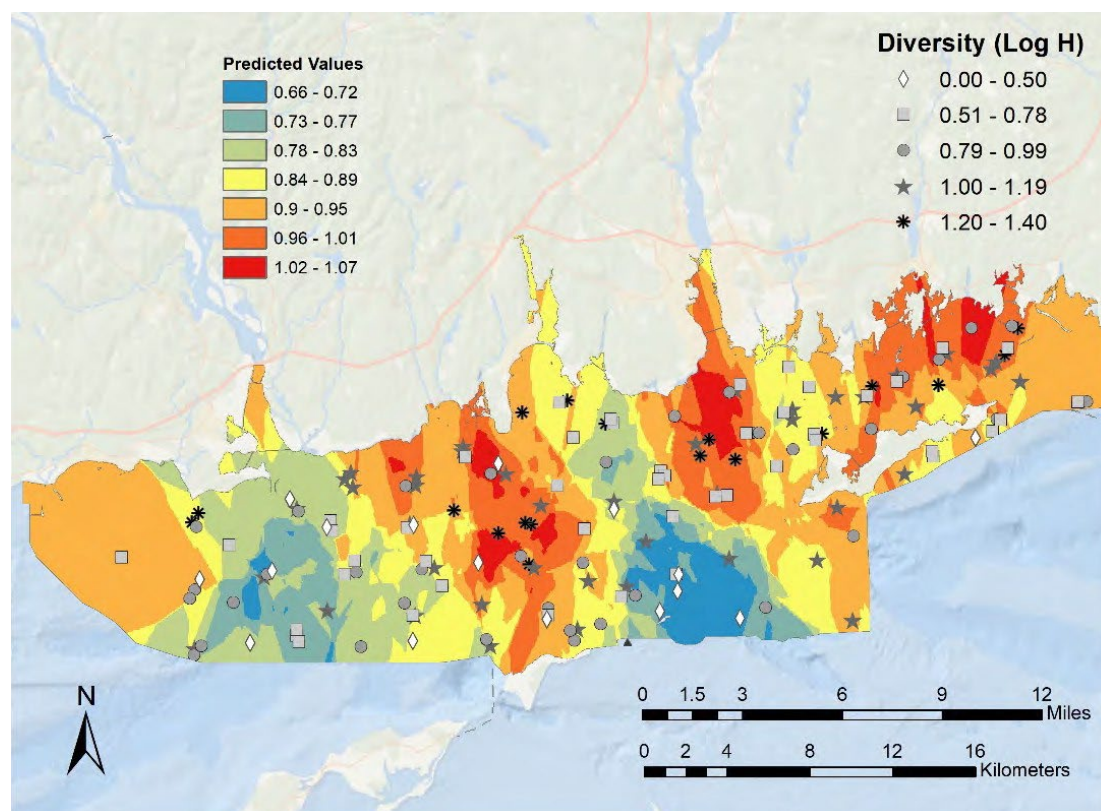 Predicted Values
0.66 - 0.72
0.73 - 0.77
0.78 - 0.83
0.84 - 0.89
0.9 - 0.95
0.96 - 1.01
1.02 - 1.07
Diversity (Log H)
0.00 - 0.50
0.51 - 0.78
0.79 - 0.99
1.00 - 1.19
1.20 - 1.40
N
0 1.5 3 6 9 12
Miles
0 2 4 8 12 16
Kilometers